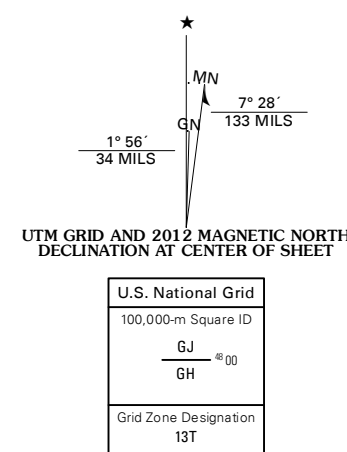 ★
MN
7° 28´
133 MILS
GN
1° 56´
34 MILS
UTM GRID AND 2012 MAGNETIC NORTH
DECLINATION AT CENTER OF SHEET
U.S. National Grid
100,000-m Square ID
GJ
48 00
GH
Grid Zone Designation
13T